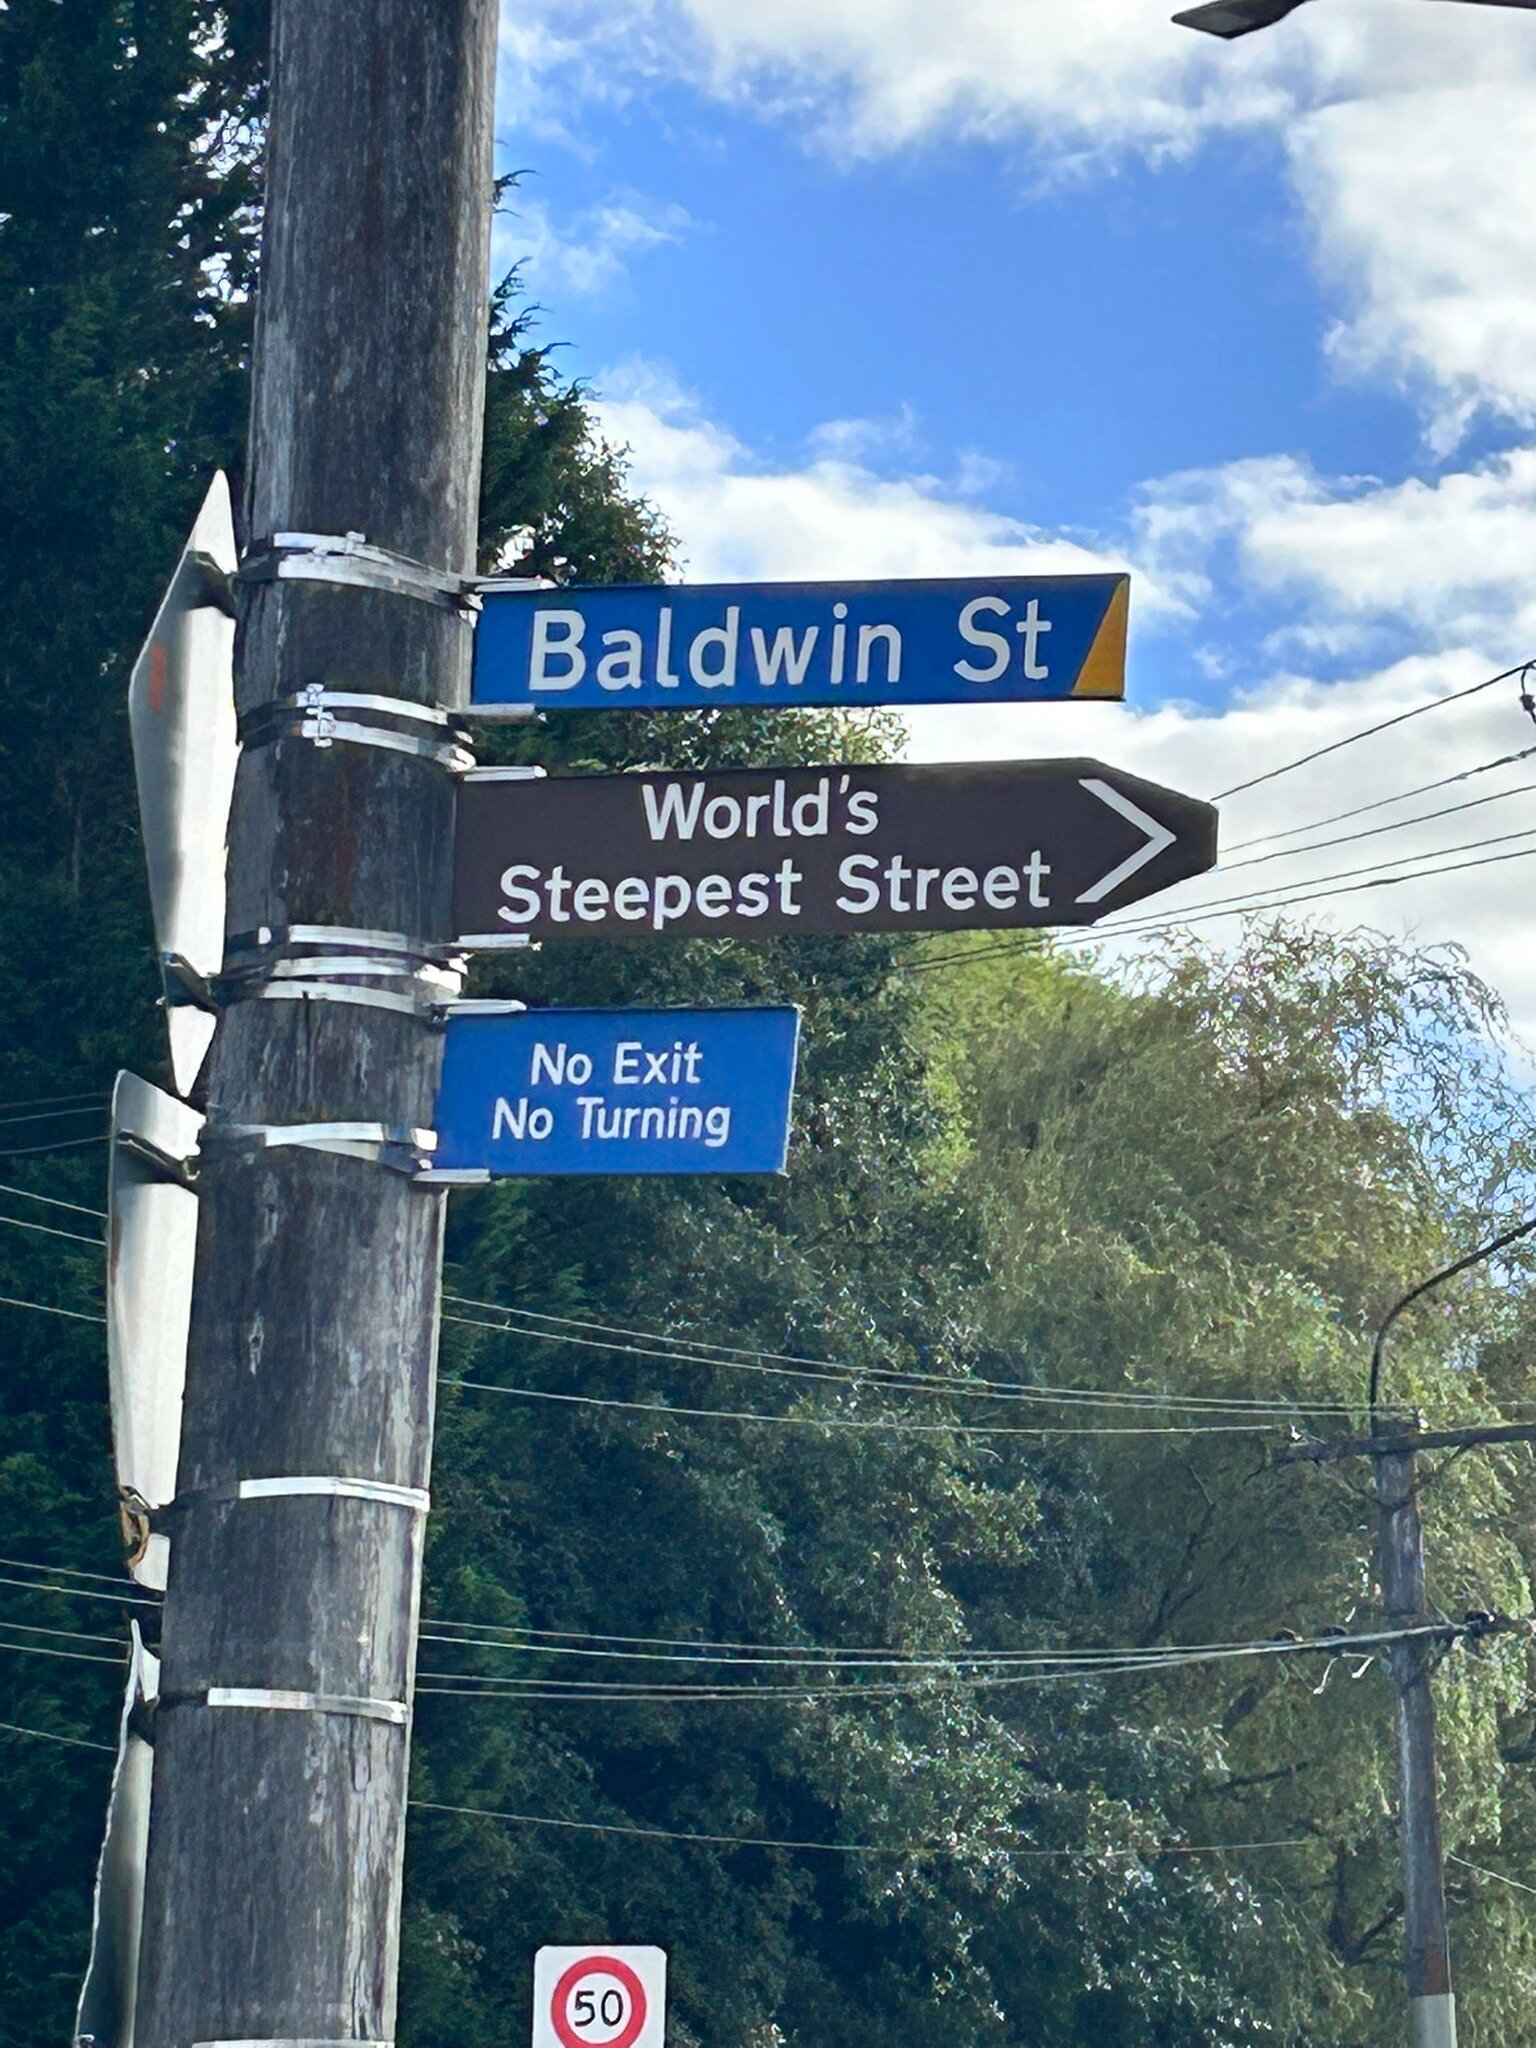 Baldwin St
World's
Steepest Street
No Exit
No Turning
50